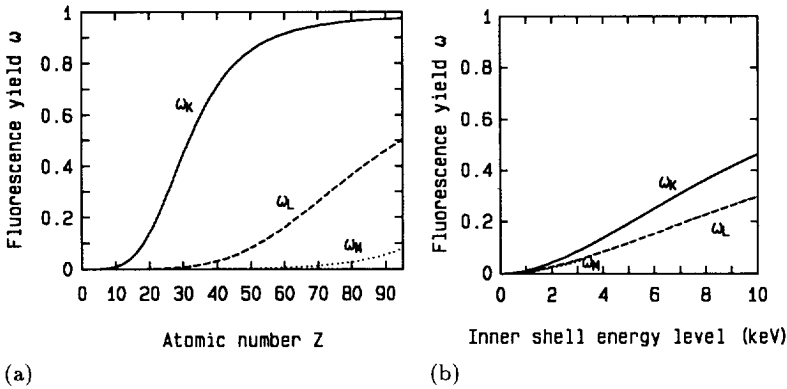 1
0.8
0.6
0.4
0.2
0
Fluorescence yield ω
ωK
ωL
ωM
0 10 20 30 40 50 60 70 80 90
Atomic number Z
(a)
1
0.8
0.6
0.4
0.2
0
Fluorescence yield ω
ωK
ωL
ωM
0 2 4 6 8 10
Inner shell energy level (keV)
(b)